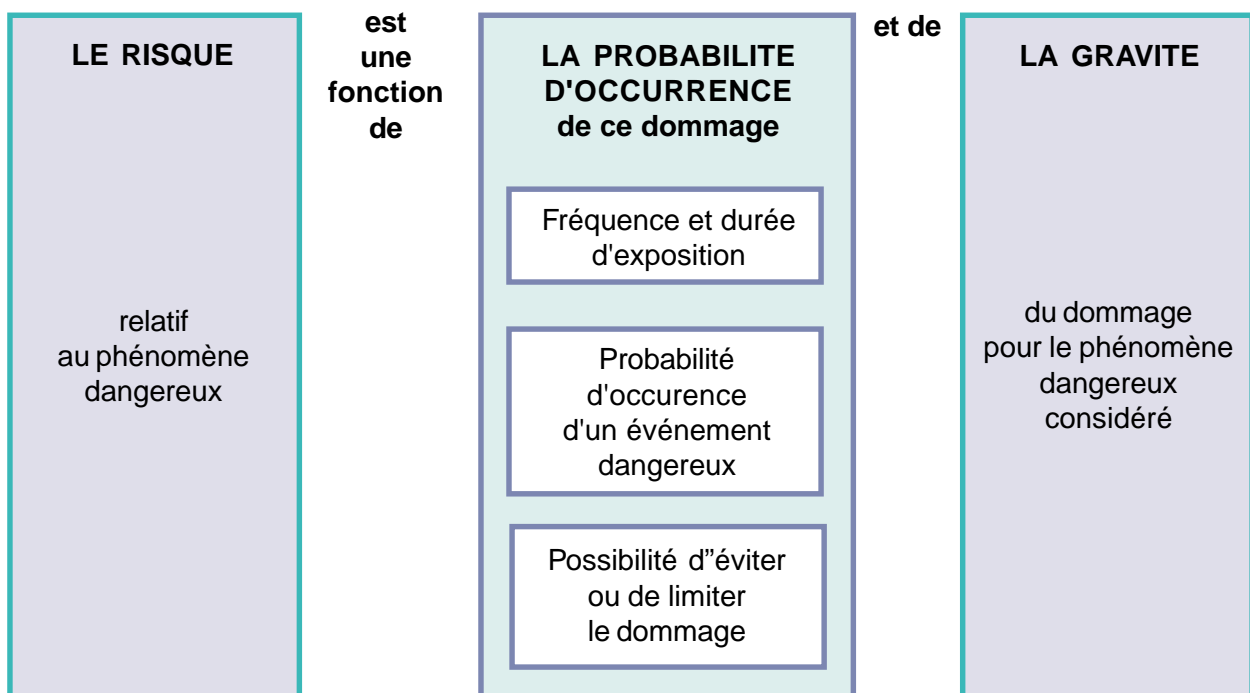 LE RISQUE
relatif
au phénomène
dangereux
est
une
fonction
de
LA PROBABILITE
D'OCCURRENCE
de ce dommage
Fréquence et durée
d'exposition
Probabilité
d'occurence
d'un événement
dangereux
Possibilité d”éviter
ou de limiter
le dommage
et de
LA GRAVITE
du dommage
pour le phénomène
dangereux
considéré